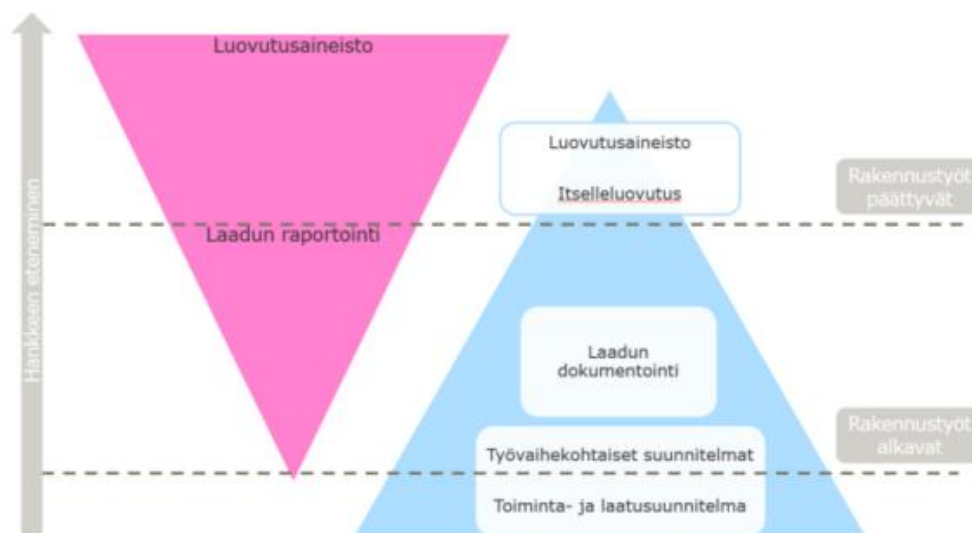 Luovutusaineisto
Luovutusaineisto
Itselleluovutus
Rakennustyöt
päättyvät
Laadun raportointi
Hankkeen eteneminen
Laadun
dokumentointi
Rakennustyöt
alkavat
Työvaihekohtaiset suunnitelmat
Toiminta- ja laatusuunnitelma